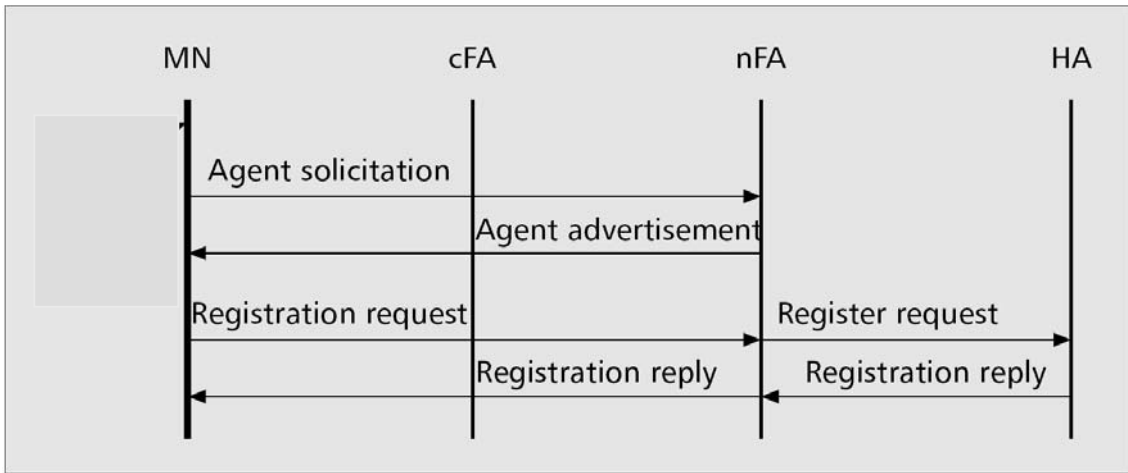 MN cFA nFA HA
Agent solicitation
Agent advertisement
Registration request Register request
Registration reply Registration reply